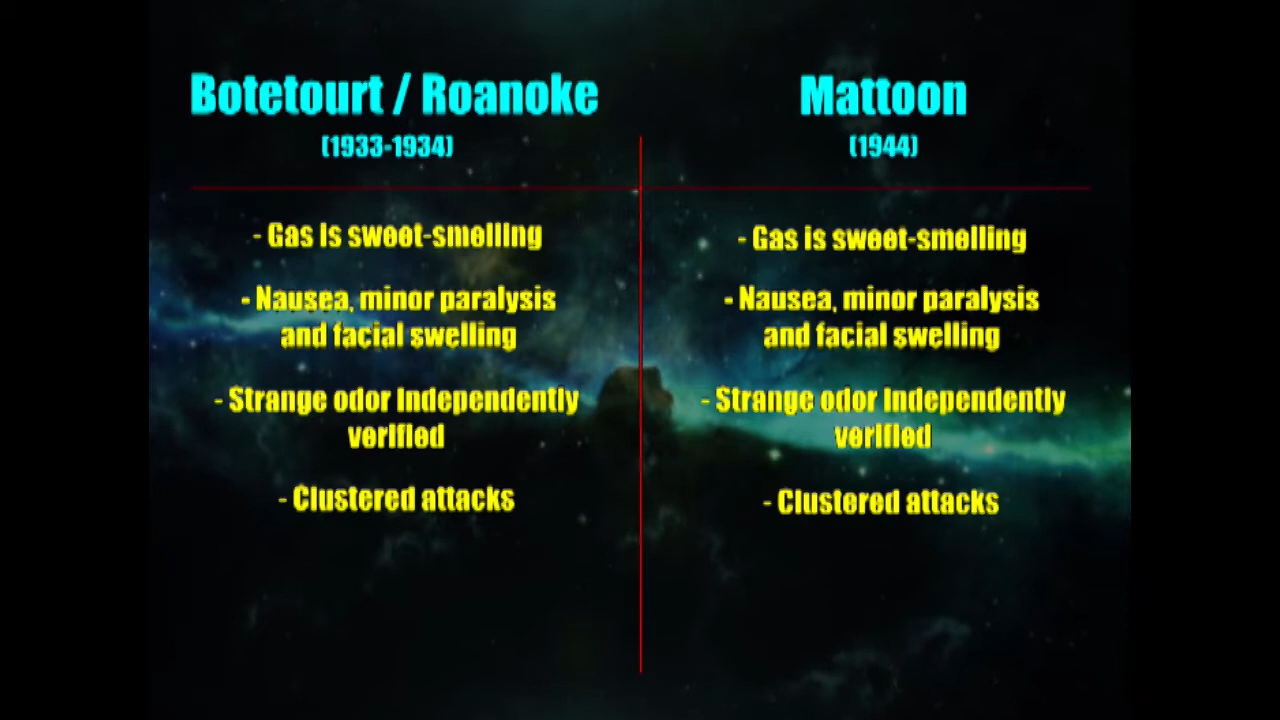 Botetourt / Roanoke
(1933-1934)
- Gas is sweet-smelling
- Nausea, minor paralysis
and facial swelling
- Strange odor independently
verified
- Clustered attacks
Mattoon
(1944)
- Gas is sweet-smelling
- Nausea, minor paralysis
and facial swelling
- Strange odor independently
verified
- Clustered attacks